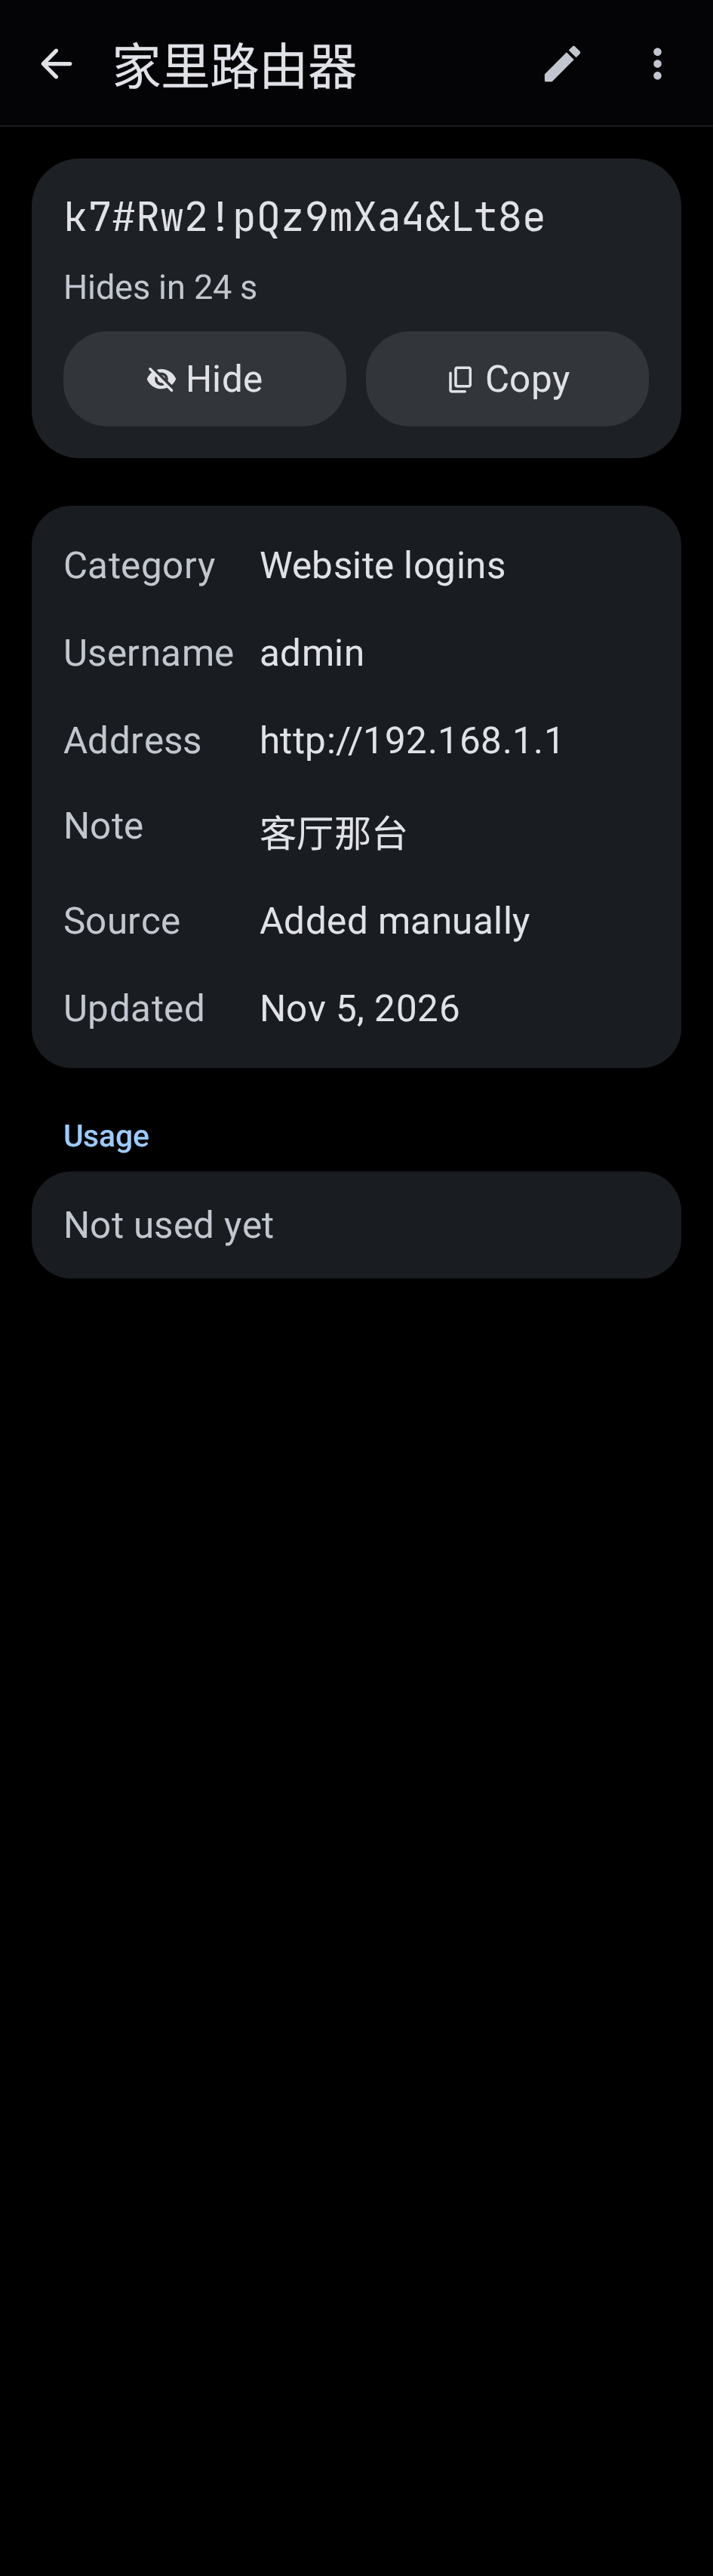 家里路由器
k7#Rw2!pQz9mXa4&Lt8e
Hides in 24 s
Hide
Copy
Category Website logins
Username admin
Address http://192.168.1.1
Note 客厅那台
Source Added manually
Updated Nov 5, 2026
Usage
Not used yet